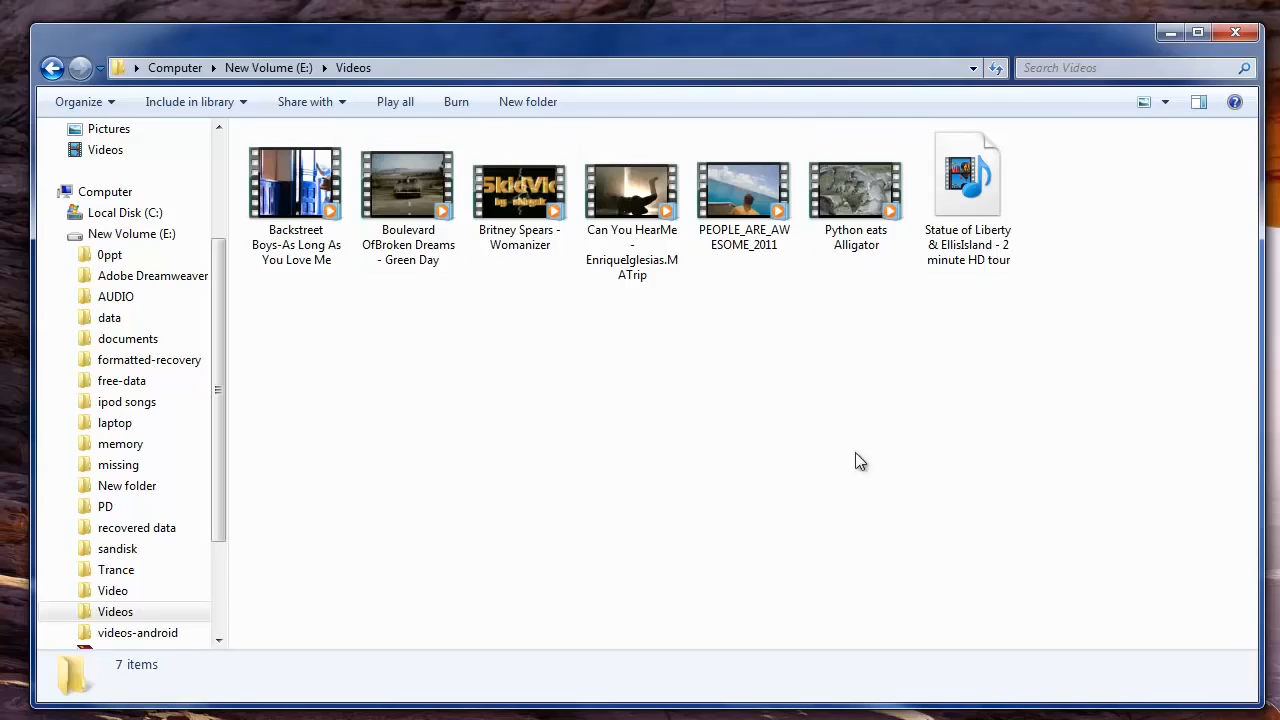 Computer New Volume (E:) Videos
Search Videos
Organize Include in library Share with Play all Burn New folder
Pictures
Videos
Computer
Local Disk (C:)
New Volume (E:)
0ppt
Adobe Dreamweaver
AUDIO
data
documents
formatted-recovery
free-data
ipod songs
laptop
memory
missing
New folder
PD
recovered data
sandisk
Trance
Video
Videos
videos-android
Backstreet
Boys-As Long As
You Love Me
Boulevard
OfBroken Dreams
- Green Day
Britney Spears -
Womanizer
Can You HearMe
-
EnriqueIglesias.M
ATrip
PEOPLE_ARE_AW
ESOME_2011
Python eats
Alligator
Statue of Liberty
& EllisIsland - 2
minute HD tour
7 items